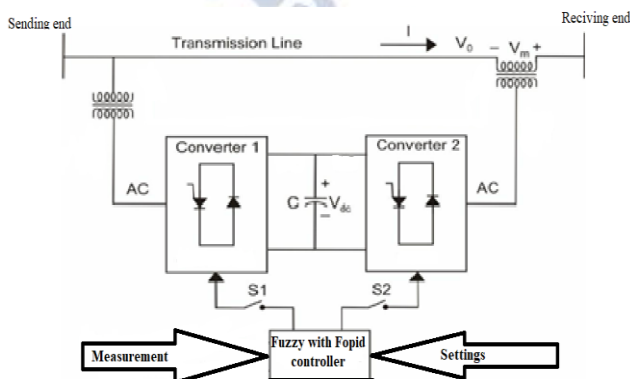 Sending end
Reciving end
Transmission Line
I
V₀
− Vₘ +
Converter 1
Converter 2
AC
AC
+
C
V_dc
−
S1
S2
Fuzzy with Fopid
controller
Measurement
Settings